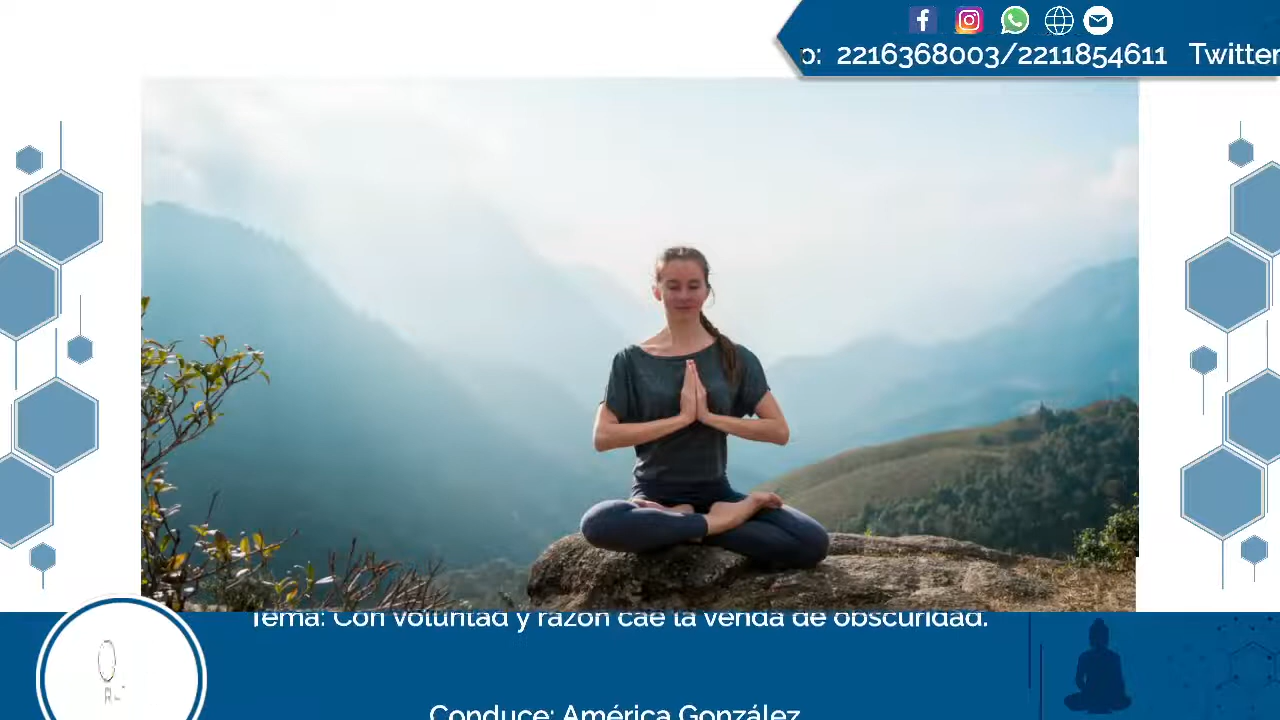 o: 2216368003/2211854611 Twitter
Tema: Con voluntad y razón cae la venda de obscuridad.
Conduce: América González